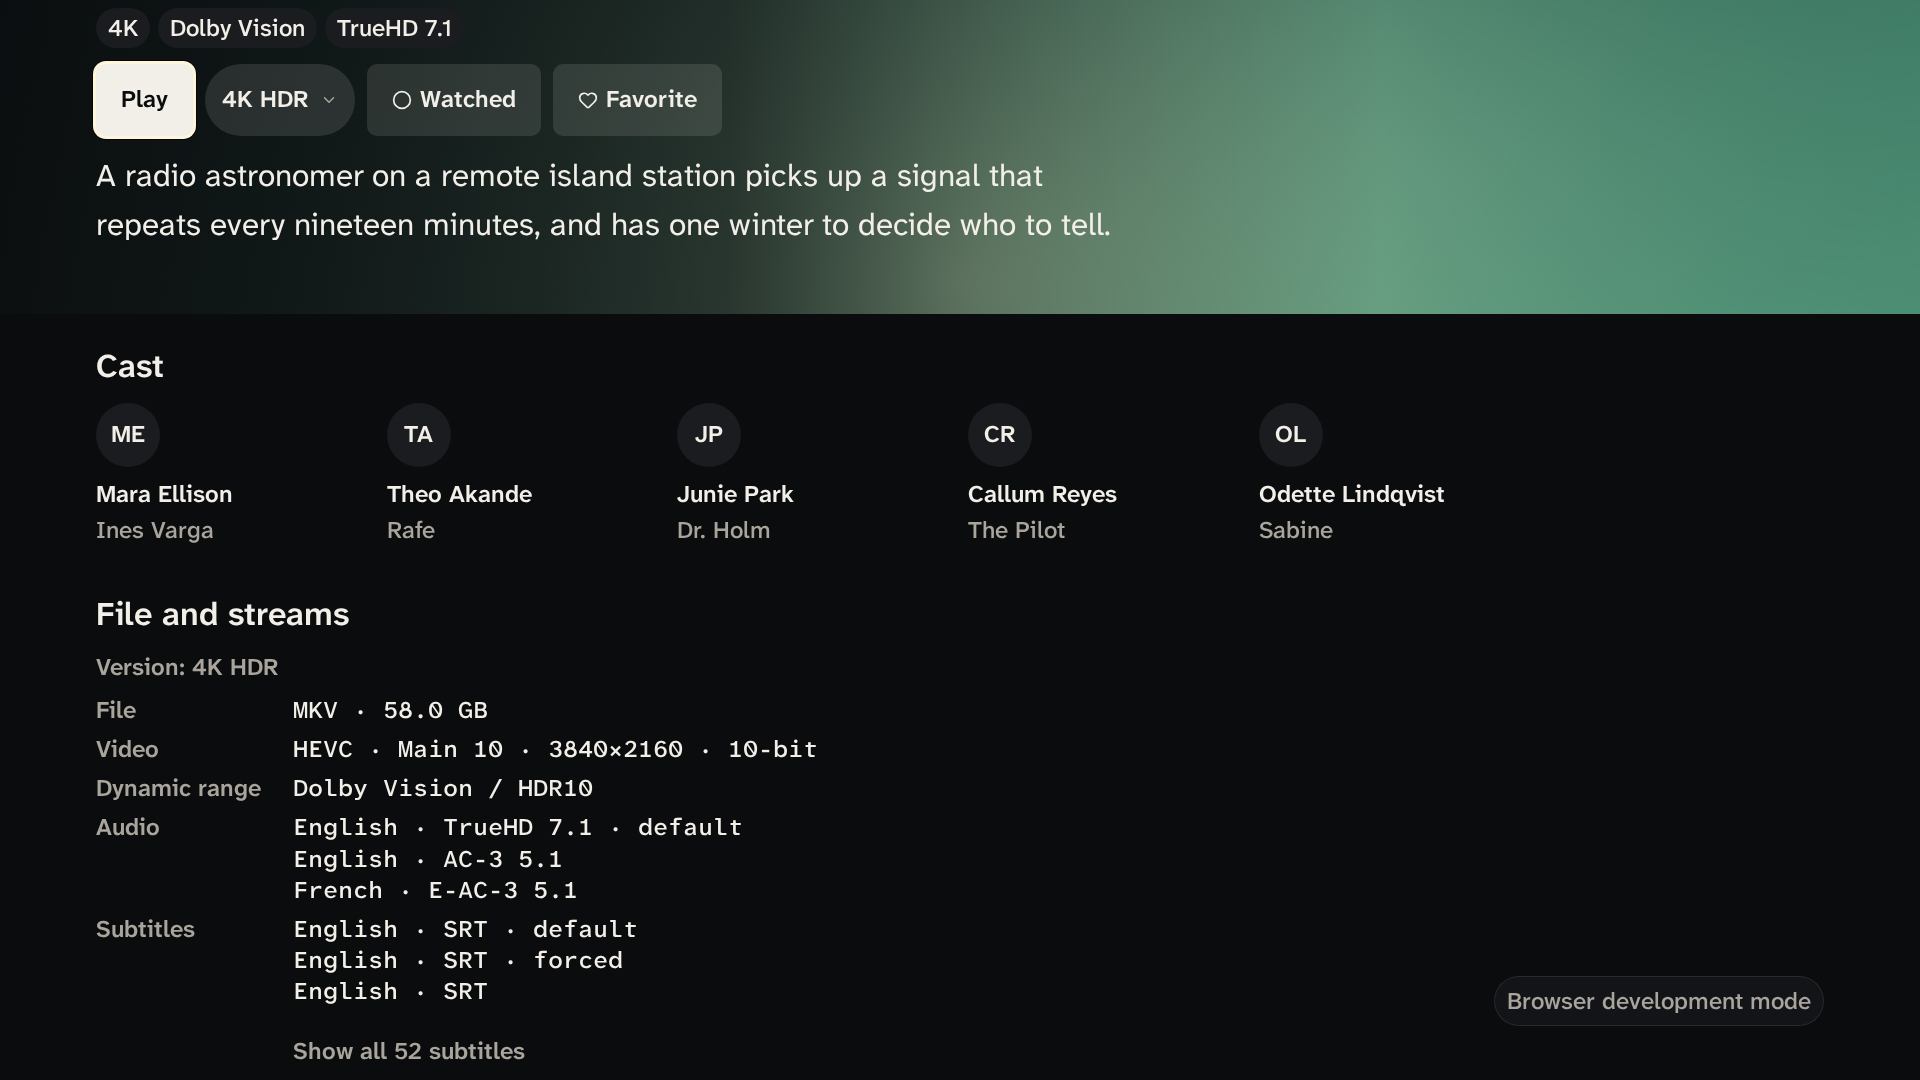 4K
Dolby Vision
TrueHD 7.1
Play
4K HDR
Watched
Favorite
A radio astronomer on a remote island station picks up a signal that
repeats every nineteen minutes, and has one winter to decide who to tell.
Cast
ME
TA
JP
CR
OL
Mara Ellison
Theo Akande
Junie Park
Callum Reyes
Odette Lindqvist
Ines Varga
Rafe
Dr. Holm
The Pilot
Sabine
File and streams
Version: 4K HDR
File MKV · 58.0 GB
Video HEVC · Main 10 · 3840×2160 · 10-bit
Dynamic range Dolby Vision / HDR10
Audio English · TrueHD 7.1 · default
English · AC-3 5.1
French · E-AC-3 5.1
Subtitles English · SRT · default
English · SRT · forced
English · SRT
Browser development mode
Show all 52 subtitles